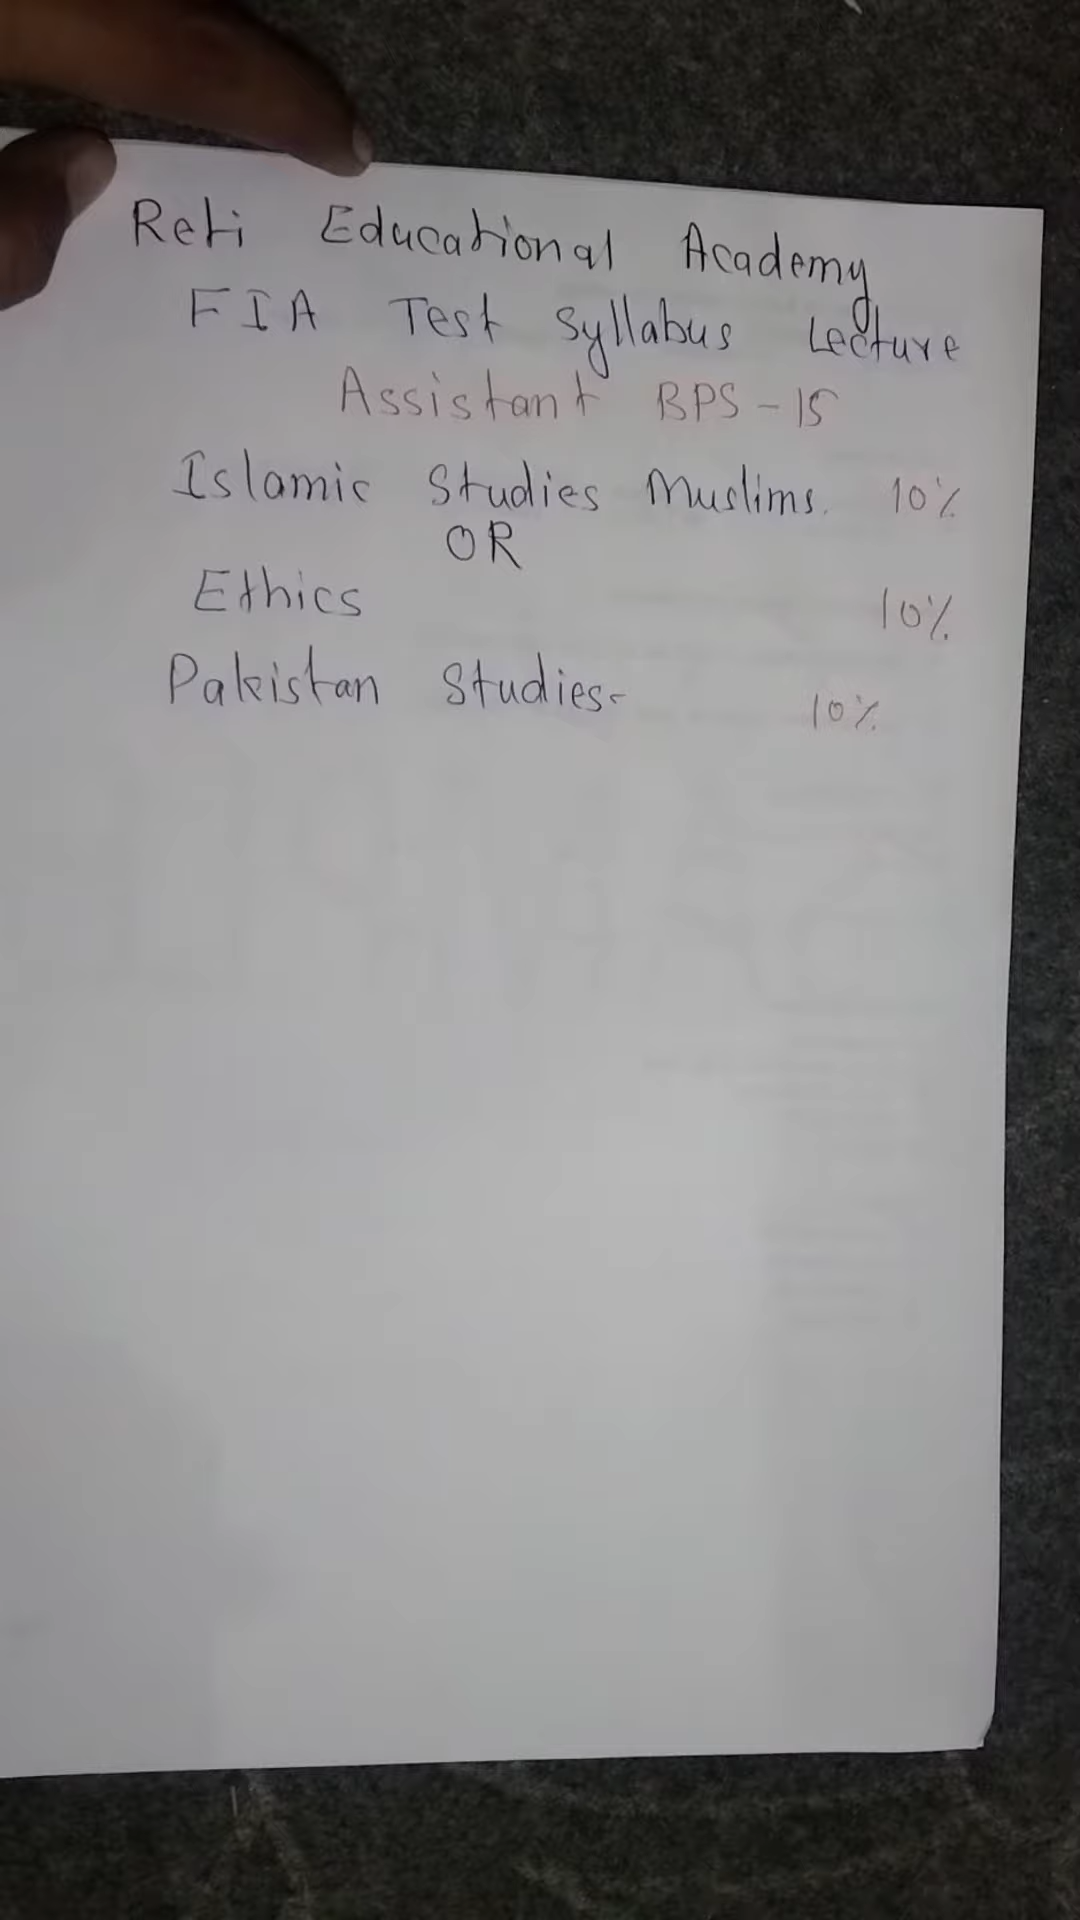 Reti Educational Academy
FIA Test Syllabus Lecture
Assistant BPS-15
Islamic Studies Muslims. 10%
OR
Ethics 10%
Pakistan Studies- 10%